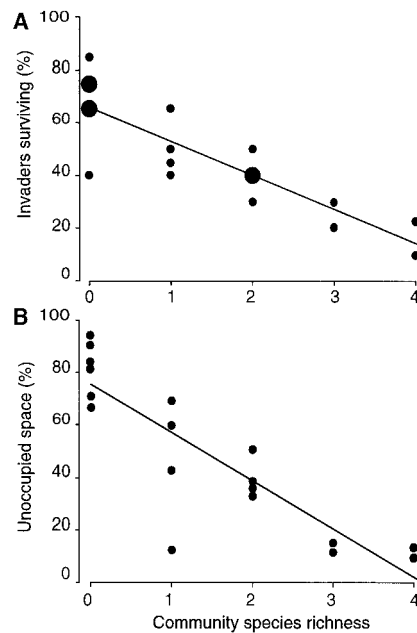 A
100
80
60
40
20
0
Invaders surviving (%)
0 1 2 3 4
B
100
80
60
40
20
0
Unoccupied space (%)
0 1 2 3 4
Community species richness